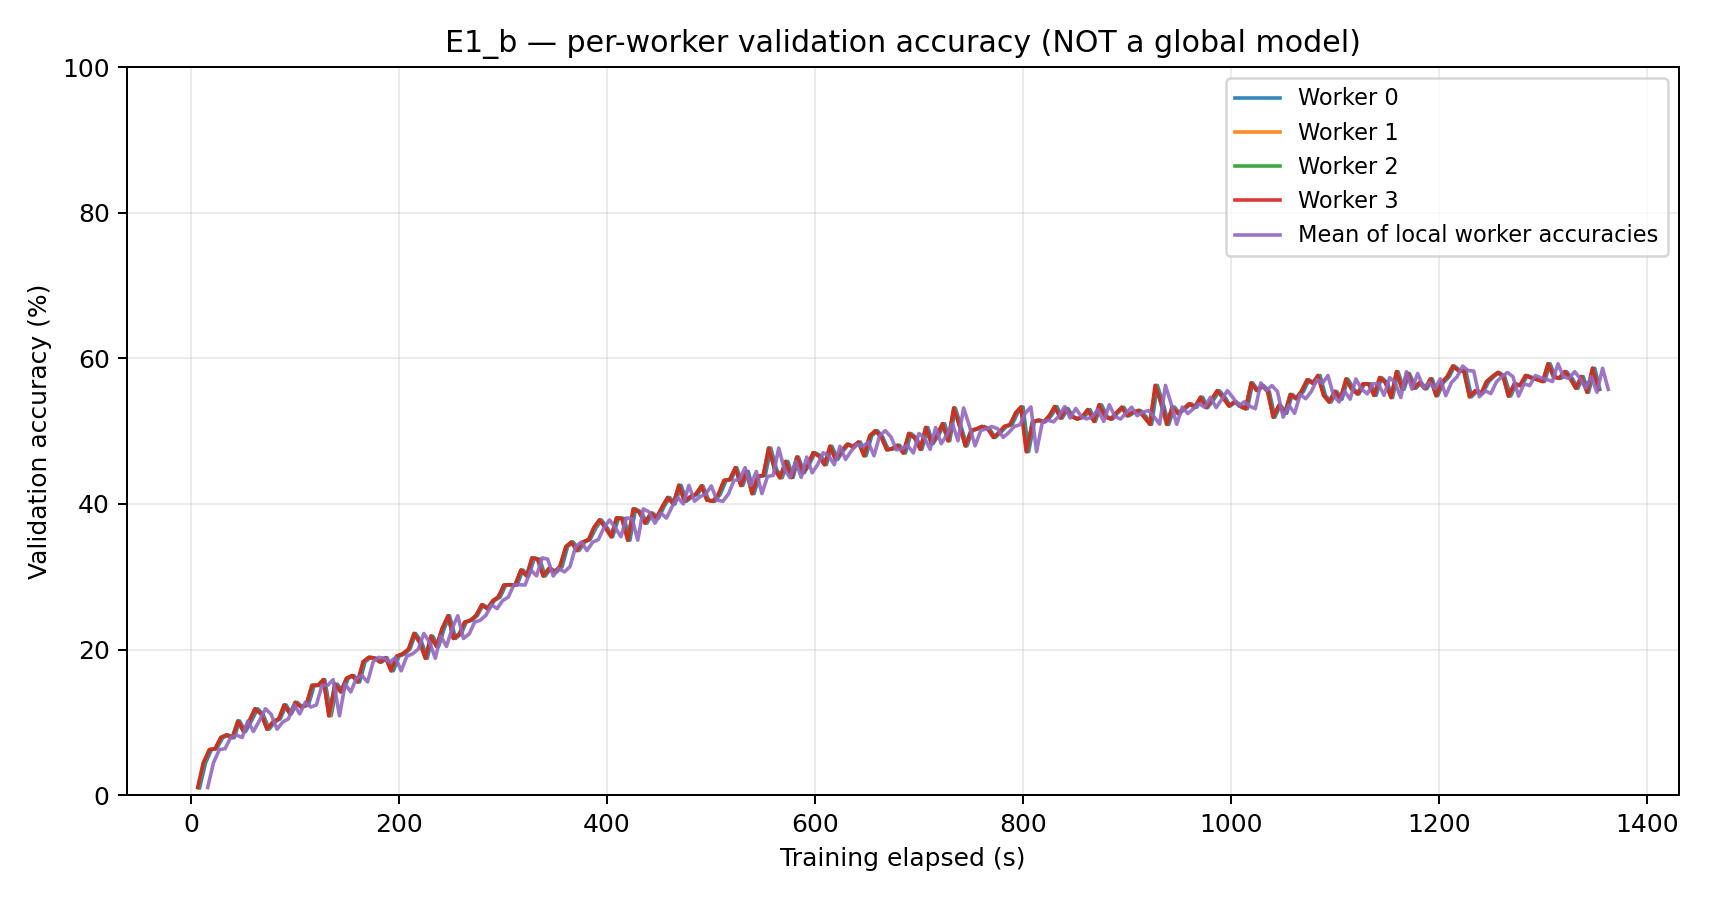 E1_b — per-worker validation accuracy (NOT a global model)
Validation accuracy (%)
100
80
60
40
20
0
Worker 0
Worker 1
Worker 2
Worker 3
Mean of local worker accuracies
0 200 400 600 800 1000 1200 1400
Training elapsed (s)